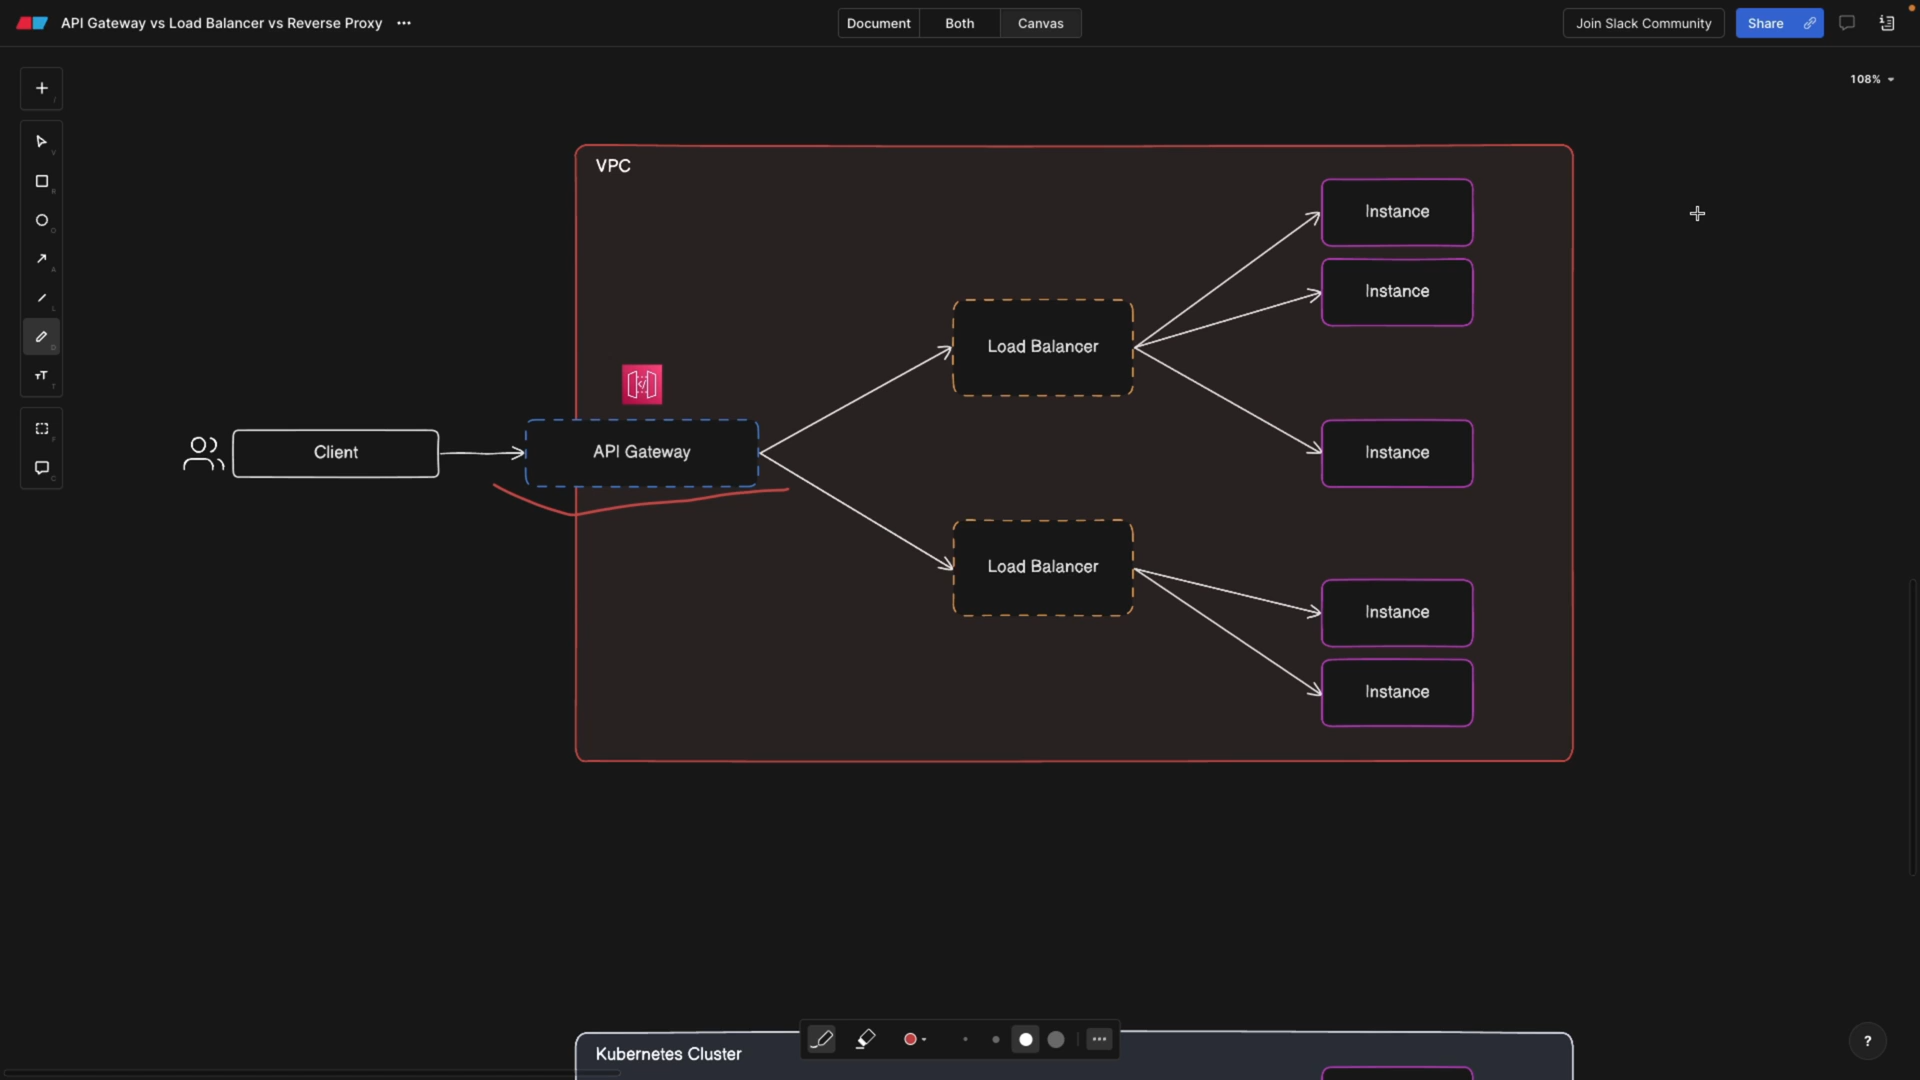 API Gateway vs Load Balancer vs Reverse Proxy
Document
Both
Canvas
Join Slack Community
Share
108%
VPC
Instance
Instance
Load Balancer
Client
API Gateway
Instance
Load Balancer
Instance
Instance
Kubernetes Cluster
?